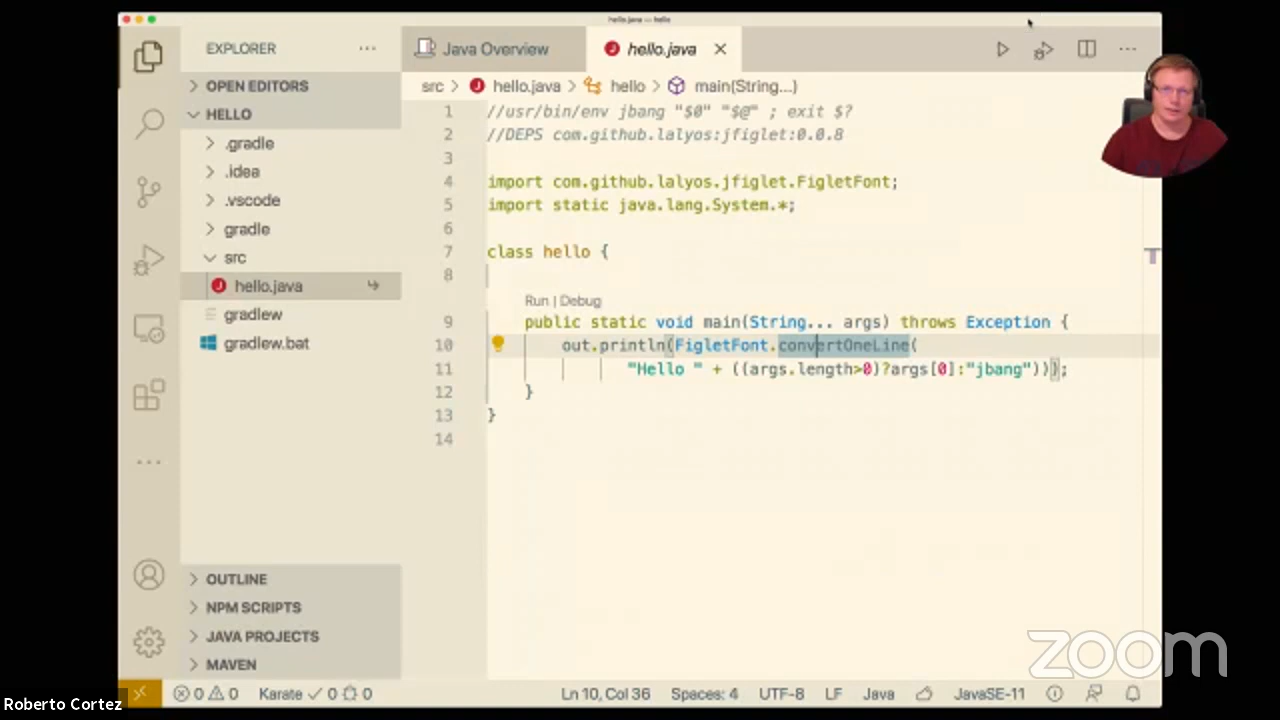 hello.java — hello
EXPLORER
Java Overview
hello.java
OPEN EDITORS
HELLO
.gradle
.idea
.vscode
gradle
src
hello.java
gradlew
gradlew.bat
OUTLINE
NPM SCRIPTS
JAVA PROJECTS
MAVEN
src > hello.java > hello > main(String...)
1 //usr/bin/env jbang "$0" "$@" ; exit $?
2 //DEPS com.github.lalyos:jfiglet:0.0.8
3
4 import com.github.lalyos.jfiglet.FigletFont;
5 import static java.lang.System.*;
6
7 class hello {
8
Run | Debug
9 public static void main(String... args) throws Exception {
10 out.println(FigletFont.convertOneLine(
11 "Hello " + ((args.length>0)?args[0]:"jbang")));
12 }
13 }
14
zoom
0 0 Karate 0 0 Ln 10, Col 36 Spaces: 4 UTF-8 LF Java JavaSE-11
Roberto Cortez